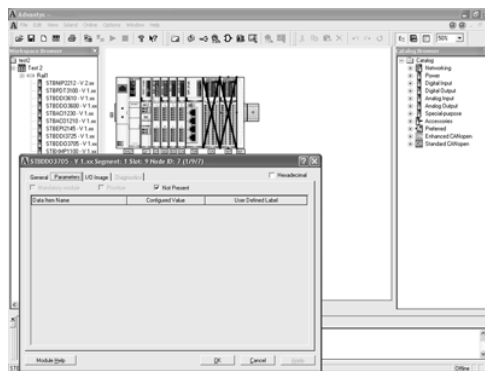 Advantys -
File Edit View Island Online Options Window Help
50%
Workspace Browser
Catalog Browser
test2
Test 2
Rail1
STBNIP2212 - V 2.xx
STBPDT3100 - V 1.xx
STBDDI3610 - V 1.xx
STBDDO3600 - V 1.xx
STBACI1230 - V 1.xx
STBACO1210 - V 1.xx
STBEPI2145 - V 1.xx
STBDDI3725 - V 1.xx
STBDDO3705 - V 1.xx
STBXMP1100 - V 1.xx
Catalog
Networking
Power
Digital Input
Digital Output
Analog Input
Analog Output
Special-purpose
Accessories
Preferred
Enhanced CANopen
Standard CANopen
STBDDO3705 - V 1.xx Segment: 1 Slot: 9 Node ID: 7 (1/9/7)
General Parameters I/O Image Diagnostics
Hexadecimal
Mandatory module Prioritize Not Present
Data Item Name Configured Value User Defined Label
Module Help OK Cancel Apply
Offline